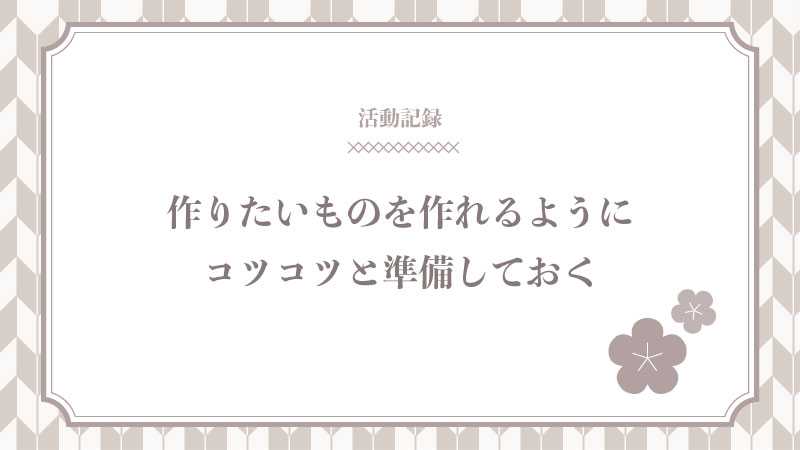 活動記録
作りたいものを作れるように
コツコツと準備しておく